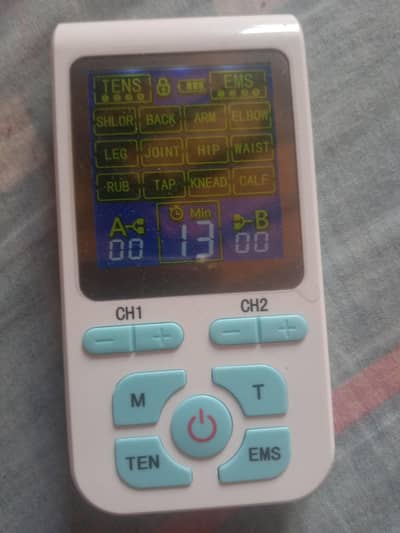 TENS EMS
SHLDR BACK ARM ELBOW
LEG JOINT HIP WAIST
RUB TAP KNEAD CALF
Min
A B
00 13 00
CH1 CH2
- + - +
M T
TEN EMS